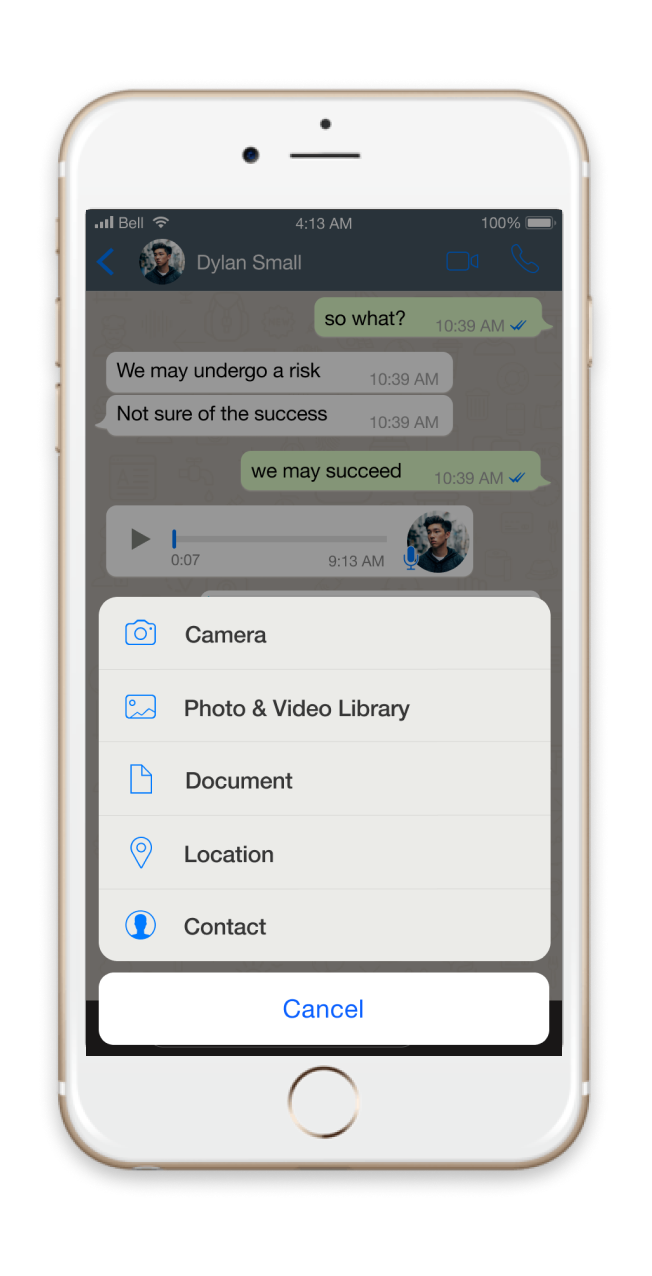 Bell 4:13 AM 100%
Dylan Small
so what? 10:39 AM
We may undergo a risk 10:39 AM
Not sure of the success 10:39 AM
we may succeed 10:39 AM
0:07 9:13 AM
Camera
Photo & Video Library
Document
Location
Contact
Cancel